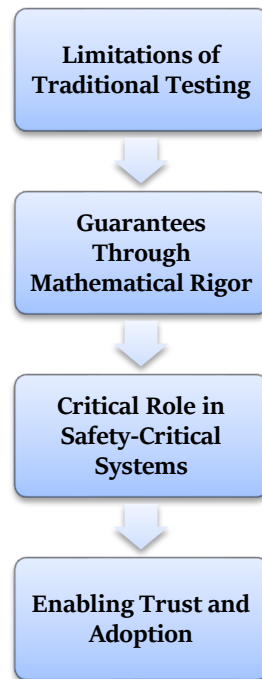 Limitations of
Traditional Testing
Guarantees
Through
Mathematical Rigor
Critical Role in
Safety-Critical
Systems
Enabling Trust and
Adoption